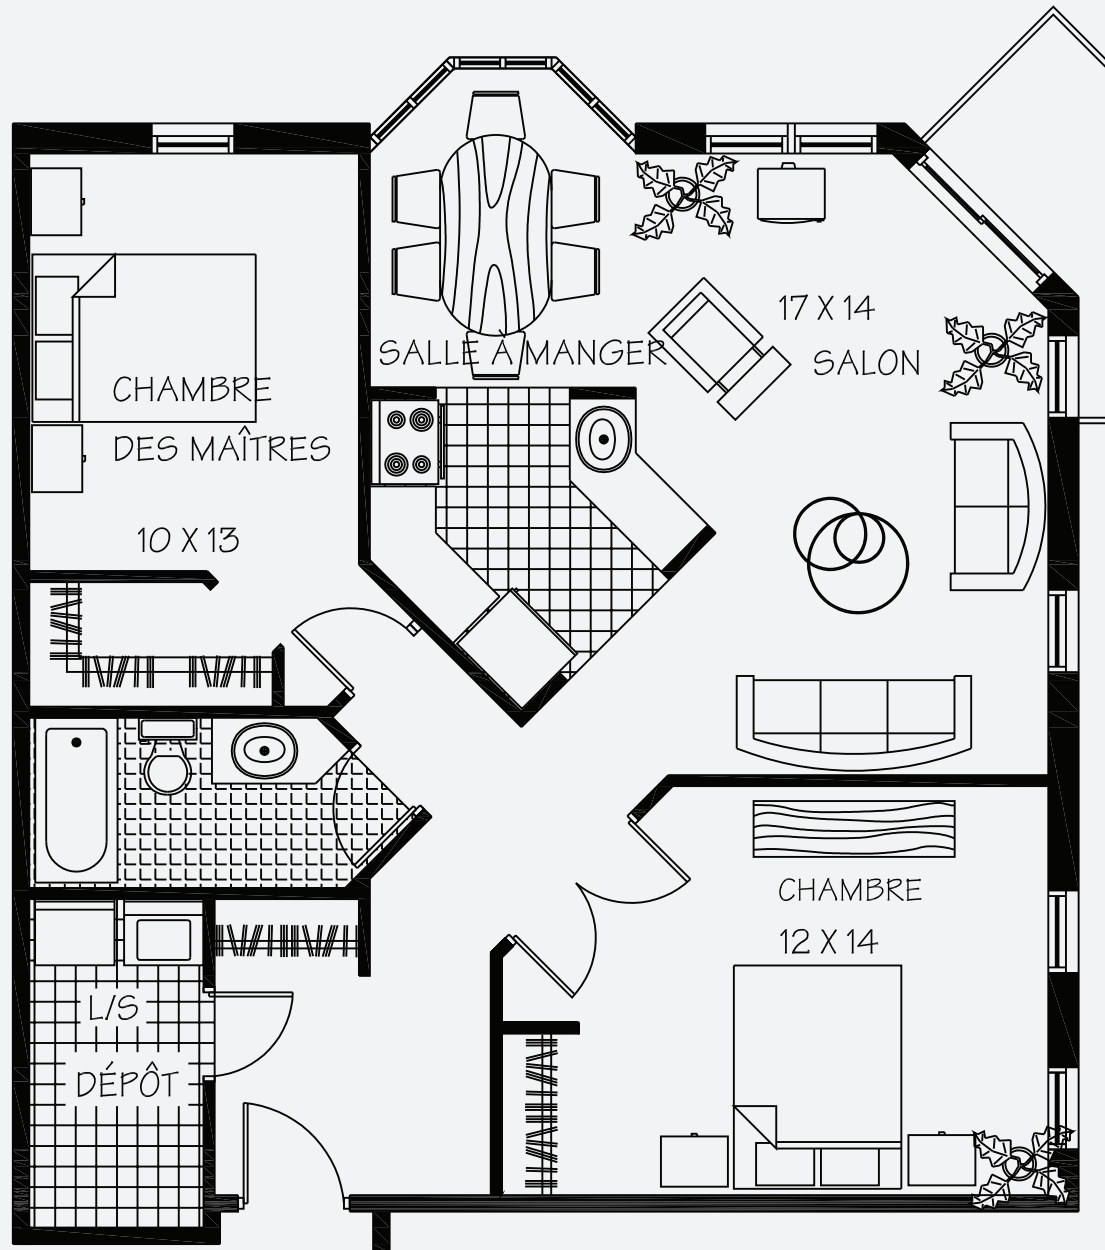 17 X 14
SALLE À MANGER
SALON
CHAMBRE
DES MAÎTRES
10 X 13
CHAMBRE
12 X 14
L/S
DÉPÔT